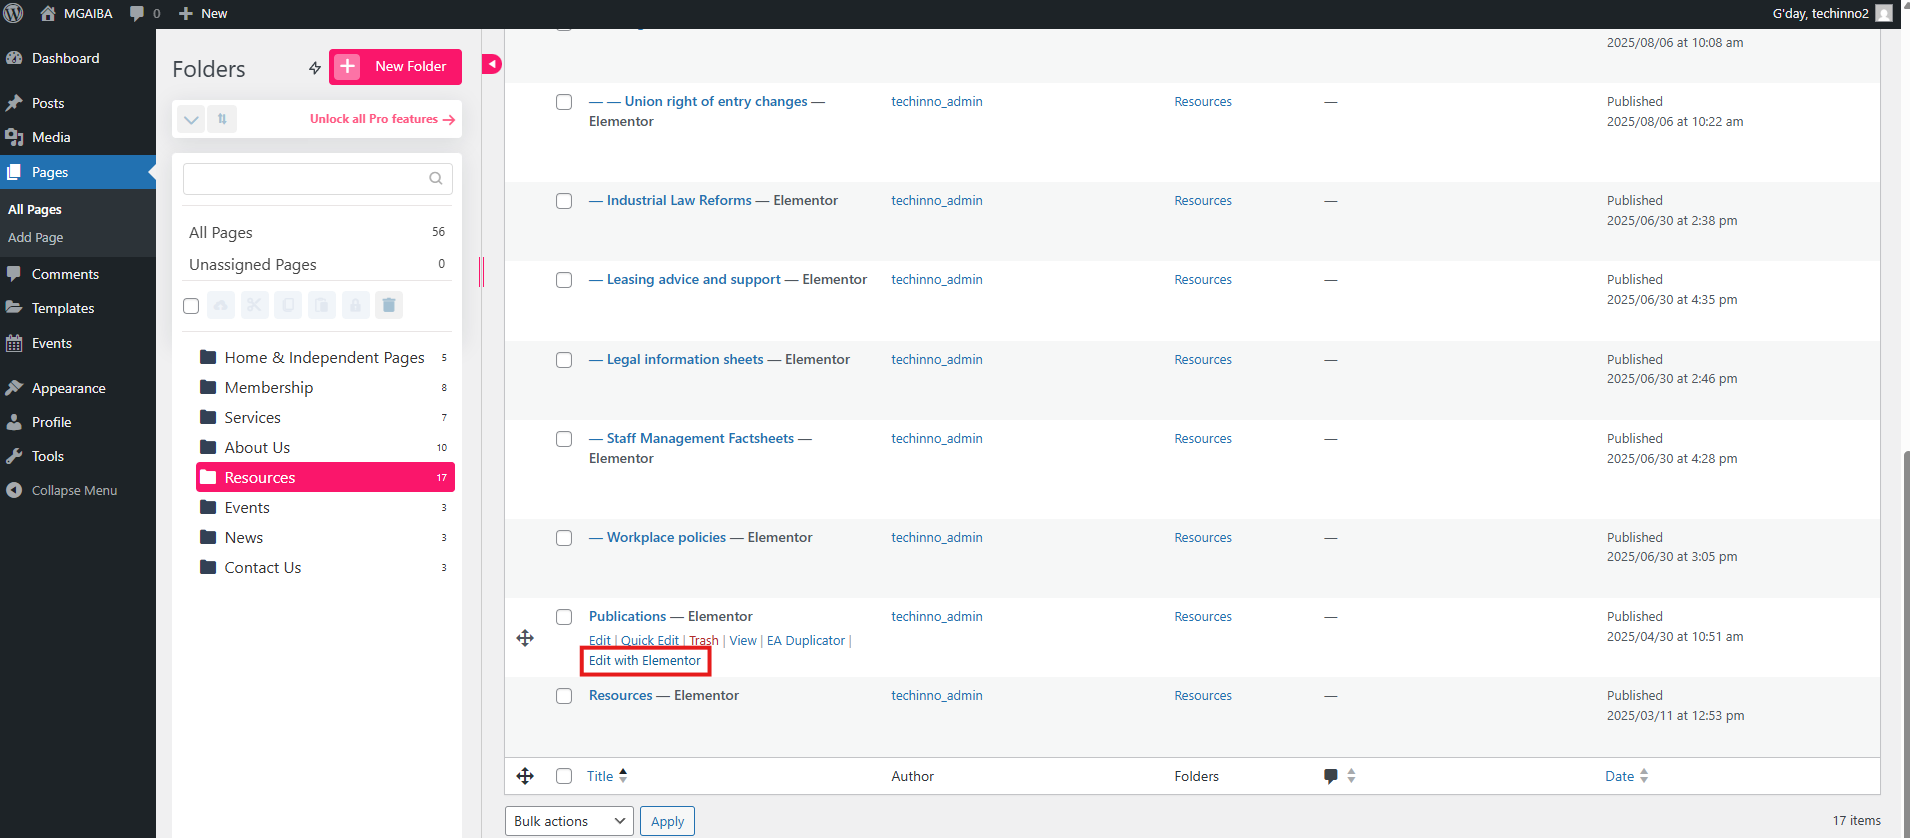 MGAIBA 0 New G'day, techinno2
Dashboard
Posts
Media
Pages
All Pages
Add Page
Comments
Templates
Events
Appearance
Profile
Tools
Collapse Menu
Folders New Folder
Unlock all Pro features →
All Pages 56
Unassigned Pages 0
Home & Independent Pages 5
Membership 8
Services 7
About Us 10
Resources 17
Events 3
News 3
Contact Us 3
2025/08/06 at 10:08 am
— — Union right of entry changes — techinno_admin Resources — Published
Elementor 2025/08/06 at 10:22 am
— Industrial Law Reforms — Elementor techinno_admin Resources — Published
2025/06/30 at 2:38 pm
— Leasing advice and support — Elementor techinno_admin Resources — Published
2025/06/30 at 4:35 pm
— Legal information sheets — Elementor techinno_admin Resources — Published
2025/06/30 at 2:46 pm
— Staff Management Factsheets — techinno_admin Resources — Published
Elementor 2025/06/30 at 4:28 pm
— Workplace policies — Elementor techinno_admin Resources — Published
2025/06/30 at 3:05 pm
Publications — Elementor techinno_admin Resources — Published
Edit | Quick Edit | Trash | View | EA Duplicator | 2025/04/30 at 10:51 am
Edit with Elementor
Resources — Elementor techinno_admin Resources — Published
2025/03/11 at 12:53 pm
Title Author Folders Date
Bulk actions Apply 17 items